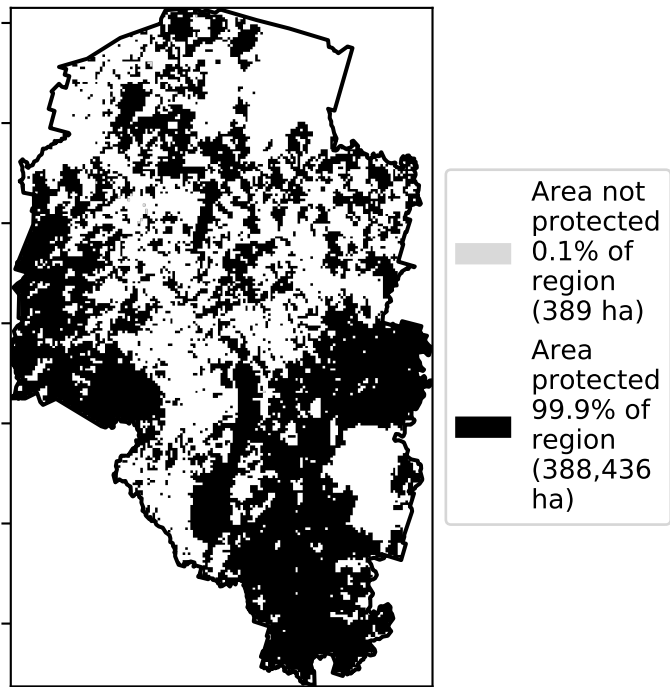 Area not
protected
0.1% of
region
(389 ha)
Area
protected
99.9% of
region
(388,436
ha)